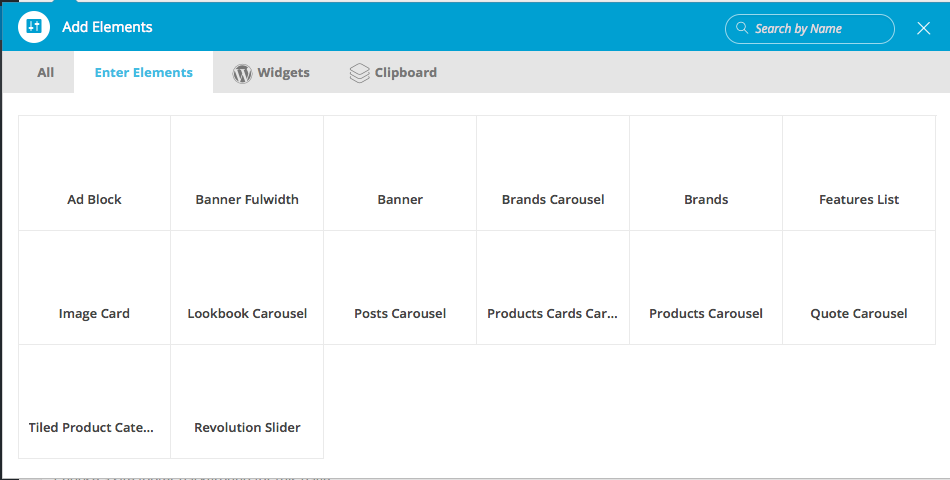 Add Elements
Search by Name
All
Enter Elements
Widgets
Clipboard
Ad Block
Banner Fulwidth
Banner
Brands Carousel
Brands
Features List
Image Card
Lookbook Carousel
Posts Carousel
Products Cards Car...
Products Carousel
Quote Carousel
Tiled Product Cate...
Revolution Slider